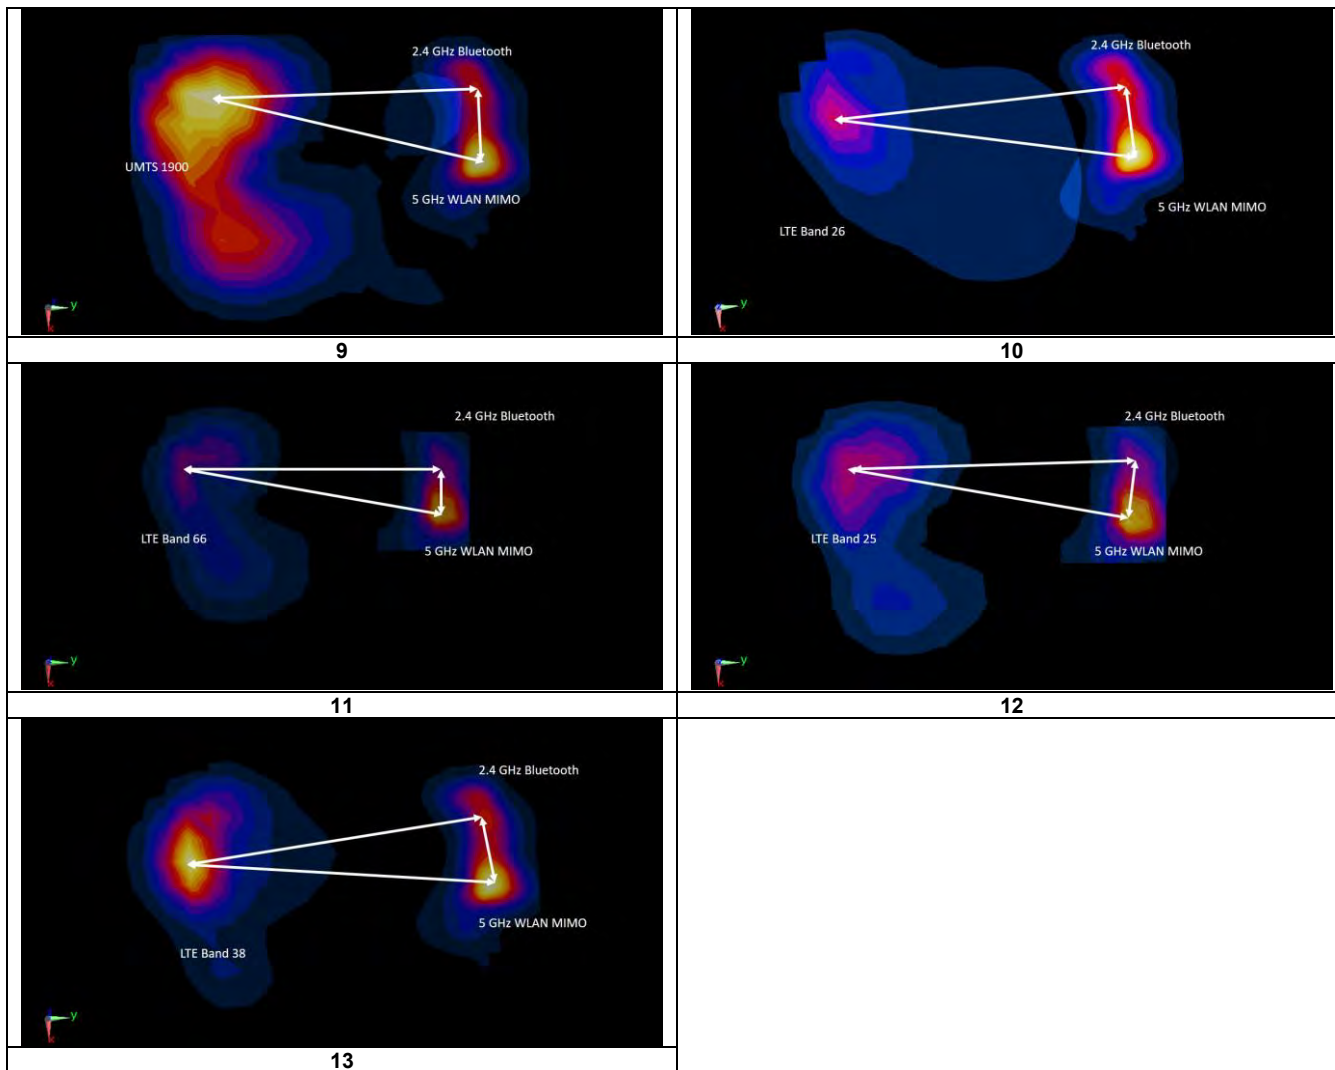 2.4 GHz Bluetooth
UMTS 1900
5 GHz WLAN MIMO
y
x
9
2.4 GHz Bluetooth
5 GHz WLAN MIMO
LTE Band 26
y
x
10
2.4 GHz Bluetooth
LTE Band 66
5 GHz WLAN MIMO
y
x
11
2.4 GHz Bluetooth
LTE Band 25
5 GHz WLAN MIMO
y
x
12
2.4 GHz Bluetooth
5 GHz WLAN MIMO
LTE Band 38
y
x
13